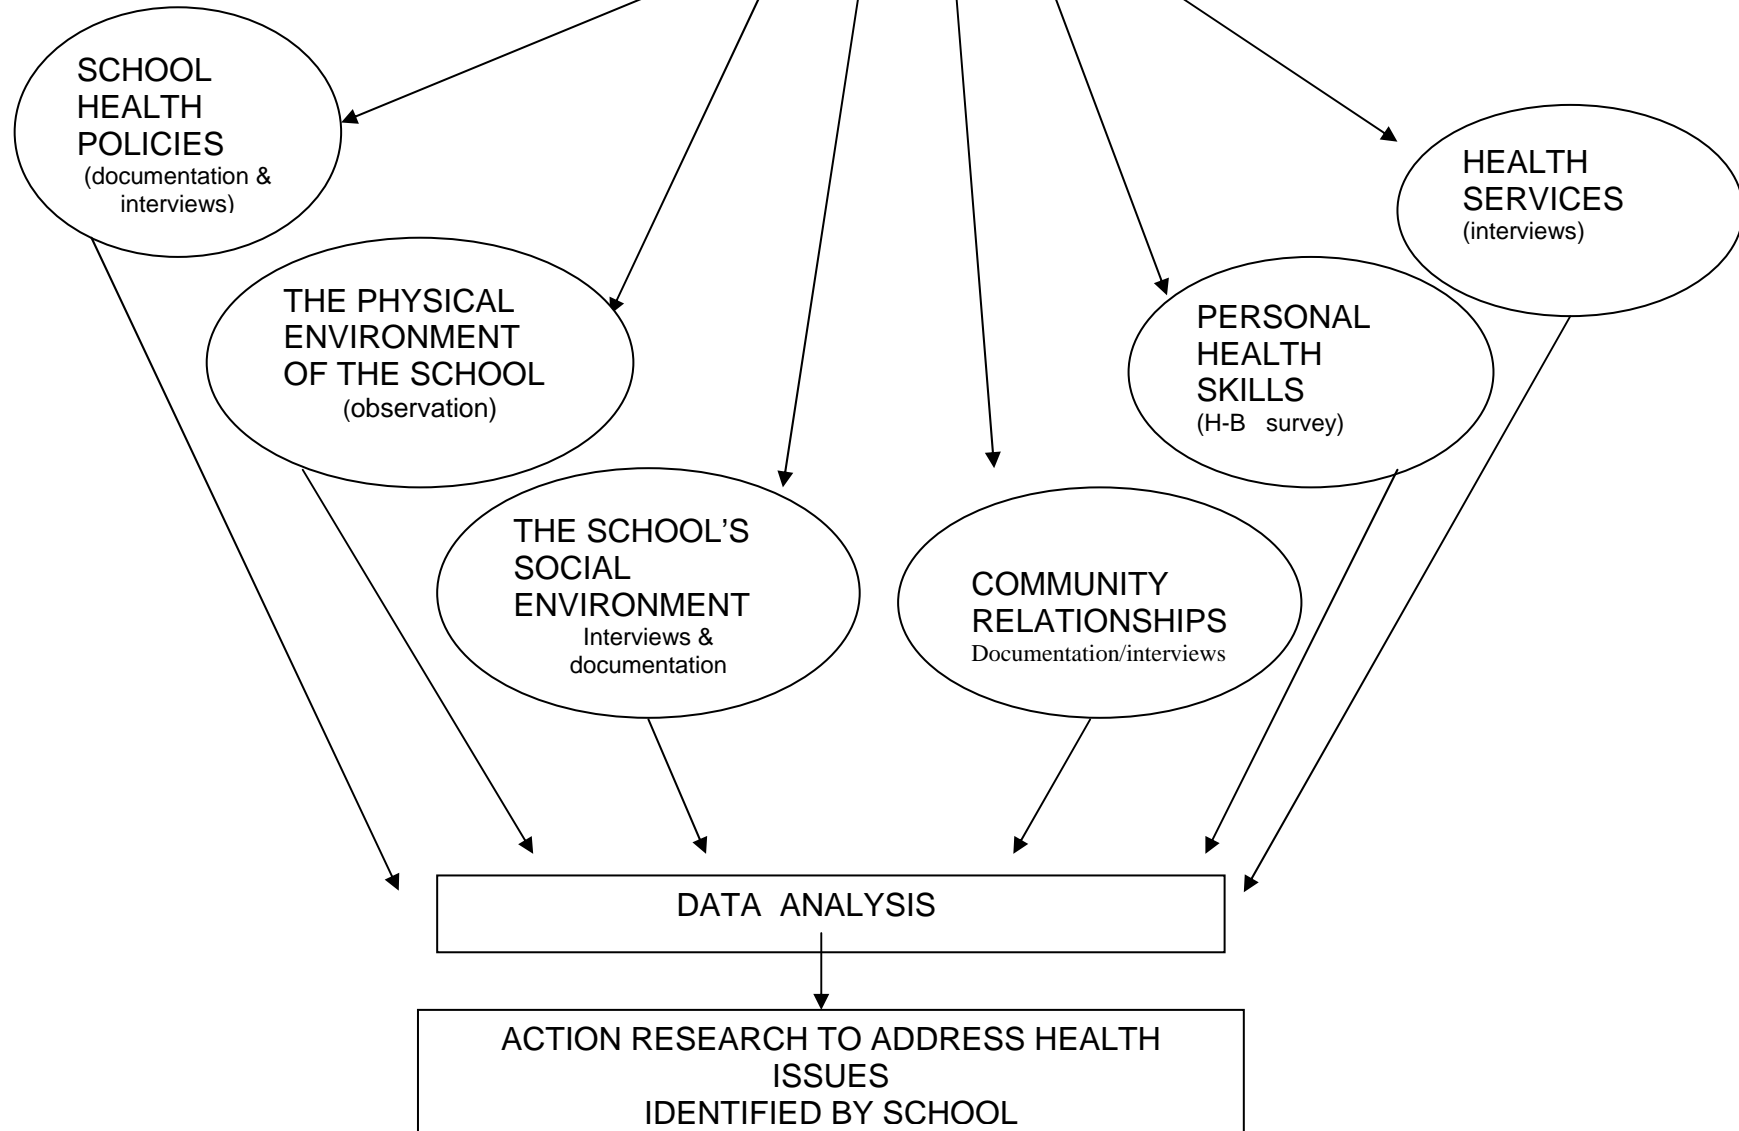 SCHOOL
HEALTH
POLICIES
(documentation &
interviews)
THE PHYSICAL
ENVIRONMENT
OF THE SCHOOL
(observation)
THE SCHOOL’S
SOCIAL
ENVIRONMENT
Interviews &
documentation
COMMUNITY
RELATIONSHIPS
Documentation/interviews
PERSONAL
HEALTH
SKILLS
(H-B survey)
HEALTH
SERVICES
(interviews)
DATA ANALYSIS
ACTION RESEARCH TO ADDRESS HEALTH
ISSUES
IDENTIFIED BY SCHOOL